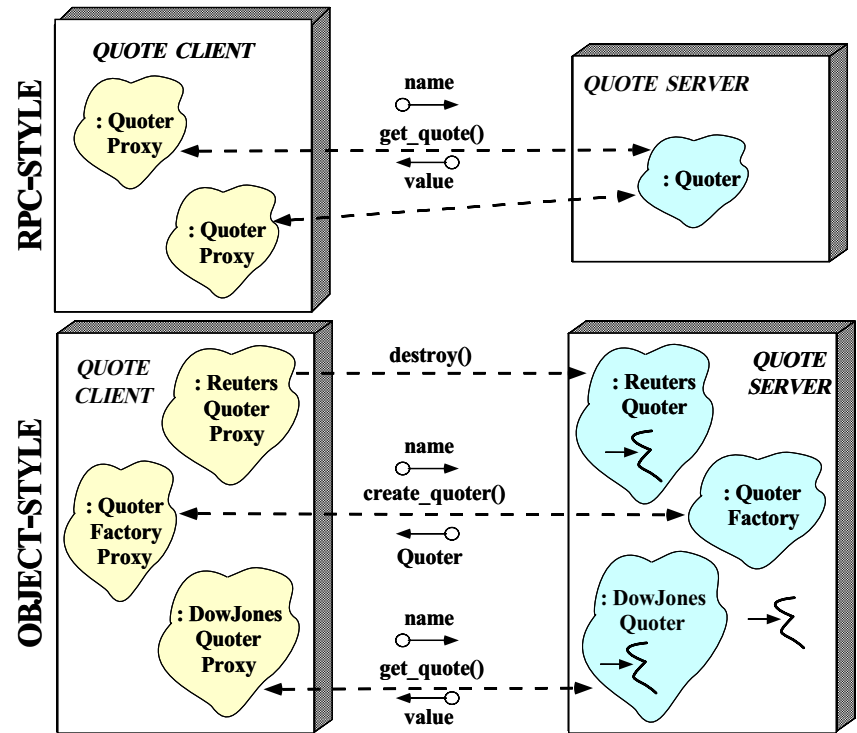 RPC-STYLE
QUOTE CLIENT
: Quoter
Proxy
: Quoter
Proxy
name
get_quote()
value
QUOTE SERVER
: Quoter
OBJECT-STYLE
QUOTE
CLIENT
: Reuters
Quoter
Proxy
: Quoter
Factory
Proxy
: DowJones
Quoter
Proxy
destroy()
name
create_quoter()
Quoter
name
get_quote()
value
QUOTE
SERVER
: Reuters
Quoter
: Quoter
Factory
: DowJones
Quoter